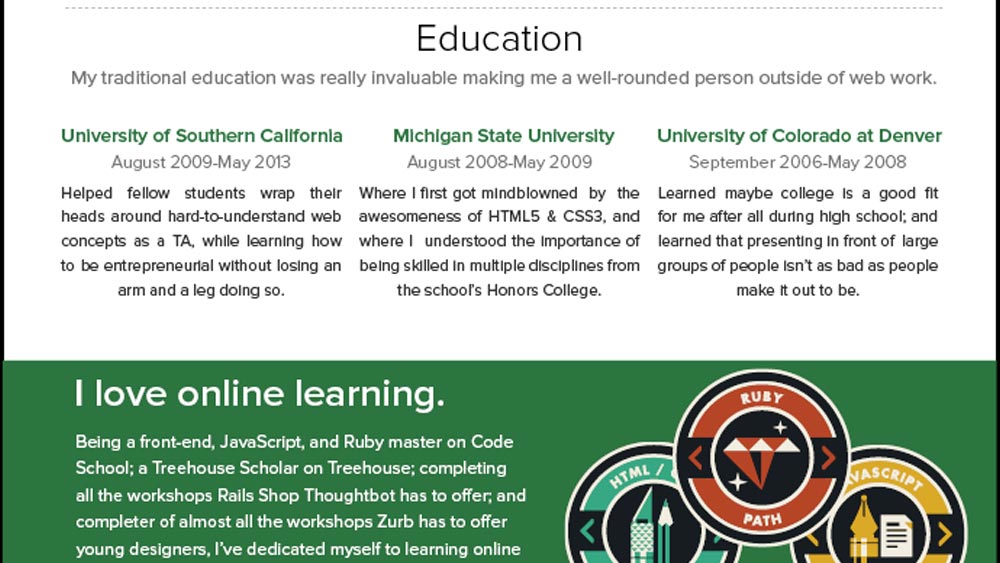 Education
My traditional education was really invaluable making me a well-rounded person outside of web work.
University of Southern California
August 2009-May 2013
Helped fellow students wrap their
heads around hard-to-understand web
concepts as a TA, while learning how
to be entrepreneurial without losing an
arm and a leg doing so.
Michigan State University
August 2008-May 2009
Where I first got mindblowned by the
awesomeness of HTML5 & CSS3, and
where I understood the importance of
being skilled in multiple disciplines from
the school's Honors College.
University of Colorado at Denver
September 2006-May 2008
Learned maybe college is a good fit
for me after all during high school; and
learned that presenting in front of large
groups of people isn't as bad as people
make it out to be.
I love online learning.
Being a front-end, JavaScript, and Ruby master on Code
School; a Treehouse Scholar on Treehouse; completing
all the workshops Rails Shop Thoughtbot has to offer; and
completer of almost all the workshops Zurb has to offer
young designers, I've dedicated myself to learning online
HTML /
RUBY
PATH
VASCRIPT